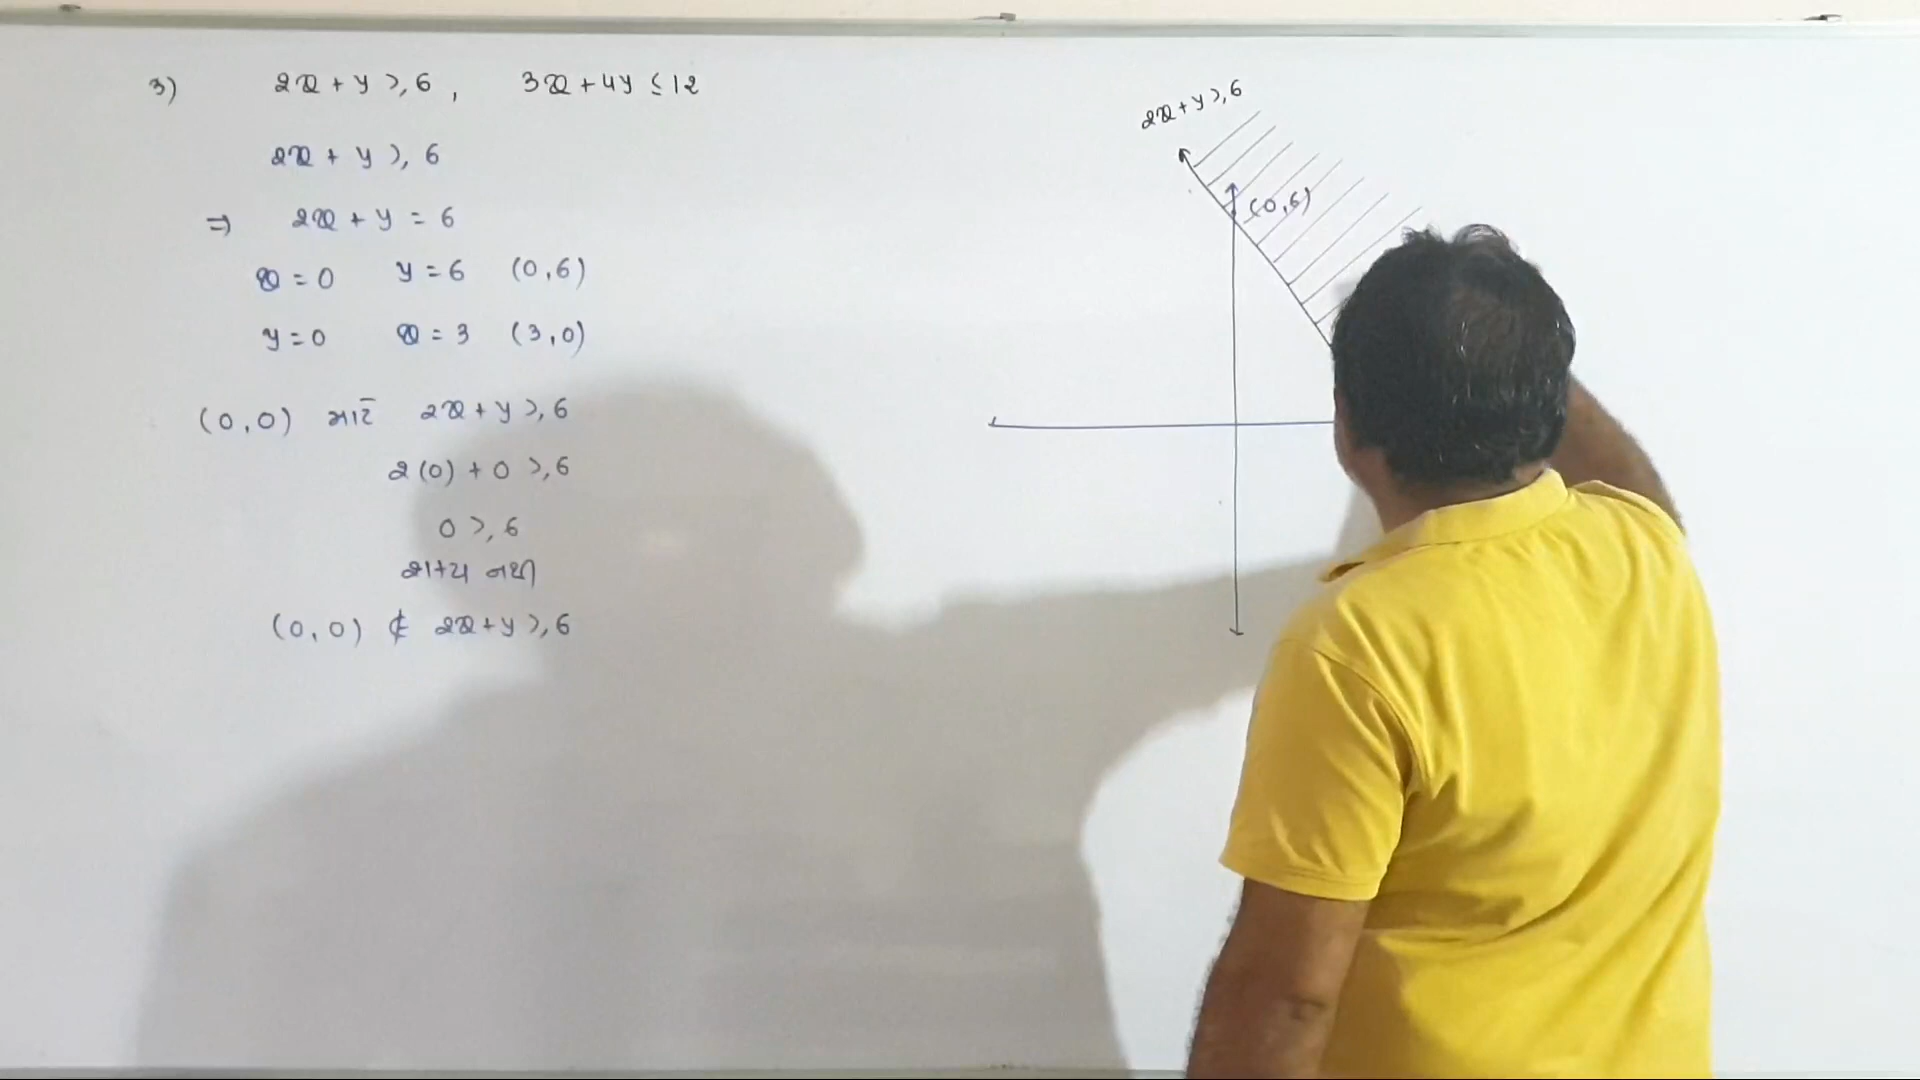 3) 2x + y ≥ 6 , 3x + 4y ≤ 12
2x + y ≥ 6
⇒ 2x + y = 6
x = 0 y = 6 (0,6)
y = 0 x = 3 (3,0)
(0,0) માટે 2x + y ≥ 6
2(0) + 0 ≥ 6
0 ≥ 6
શક્ય નથી
(0,0) ∉ 2x+y ≥ 6
2x + y ≥ 6
(0,6)